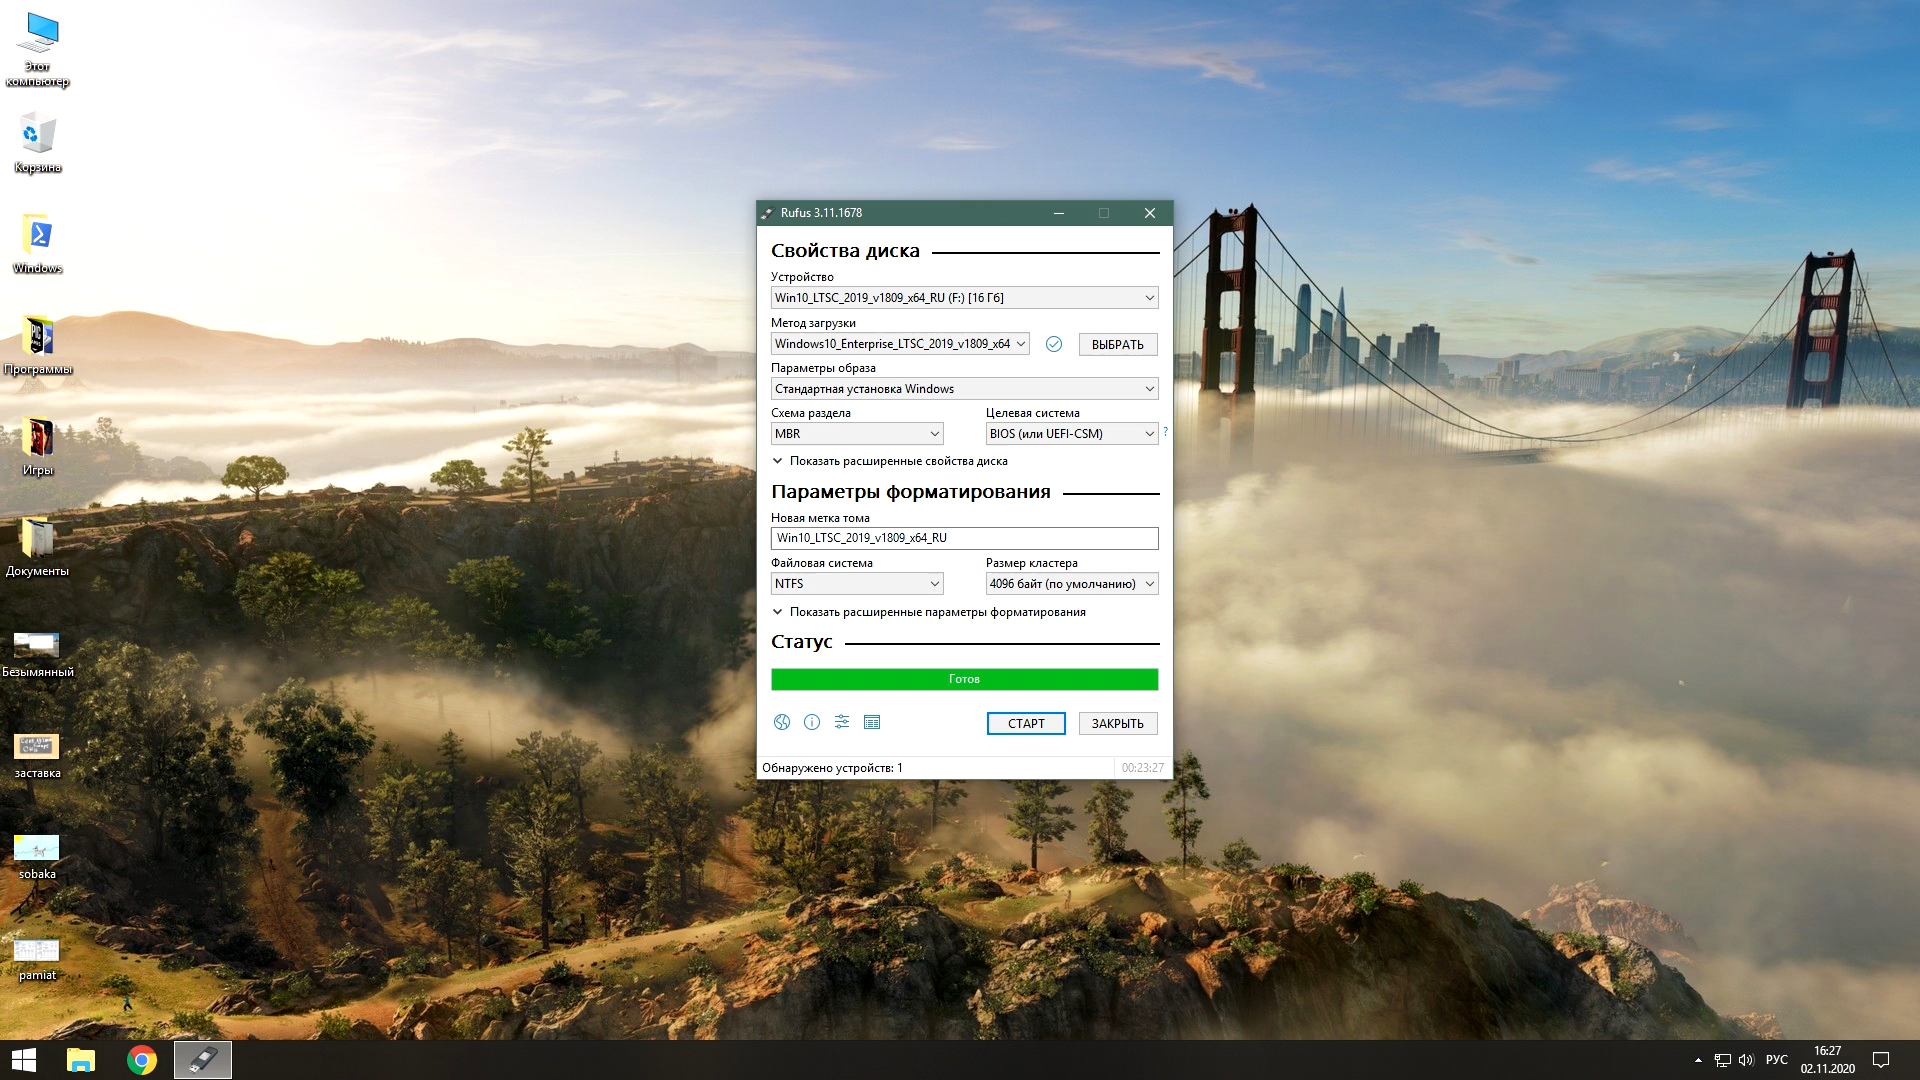 Этот
компьютер
Корзина
Windows
Программы
Игры
Документы
Безымянный
заставка
sobaka
pamiat
Rufus 3.11.1678
Свойства диска
Устройство
Win10_LTSC_2019_v1809_x64_RU (F:) [16 Гб]
Метод загрузки
Windows10_Enterprise_LTSC_2019_v1809_x64
ВЫБРАТЬ
Параметры образа
Стандартная установка Windows
Схема раздела
Целевая система
MBR
BIOS (или UEFI-CSM)
?
Показать расширенные свойства диска
Параметры форматирования
Новая метка тома
Win10_LTSC_2019_v1809_x64_RU
Файловая система
Размер кластера
NTFS
4096 байт (по умолчанию)
Показать расширенные параметры форматирования
Статус
Готов
СТАРТ
ЗАКРЫТЬ
Обнаружено устройств: 1
00:23:27
РУС
16:27
02.11.2020